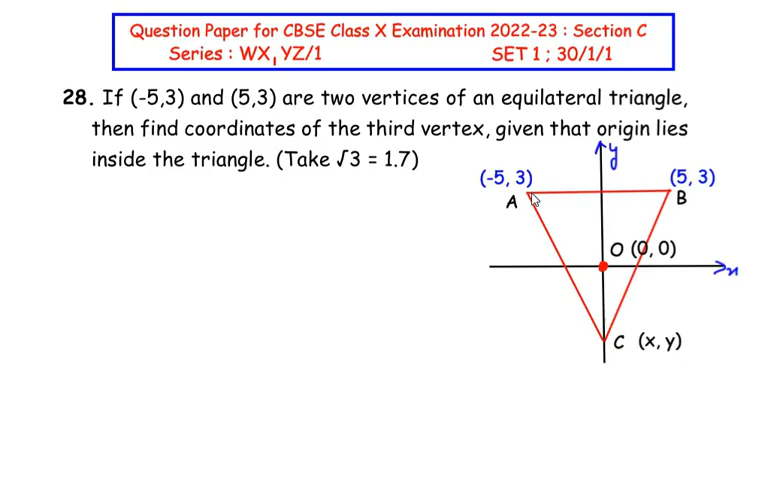 Question Paper for CBSE Class X Examination 2022-23 : Section C
Series : WX1YZ/1 SET 1 ; 30/1/1
28. If (-5,3) and (5,3) are two vertices of an equilateral triangle,
then find coordinates of the third vertex, given that origin lies
inside the triangle. (Take √3 = 1.7)
y
(-5, 3) (5, 3)
A B
O (0, 0)
x
C (x, y)